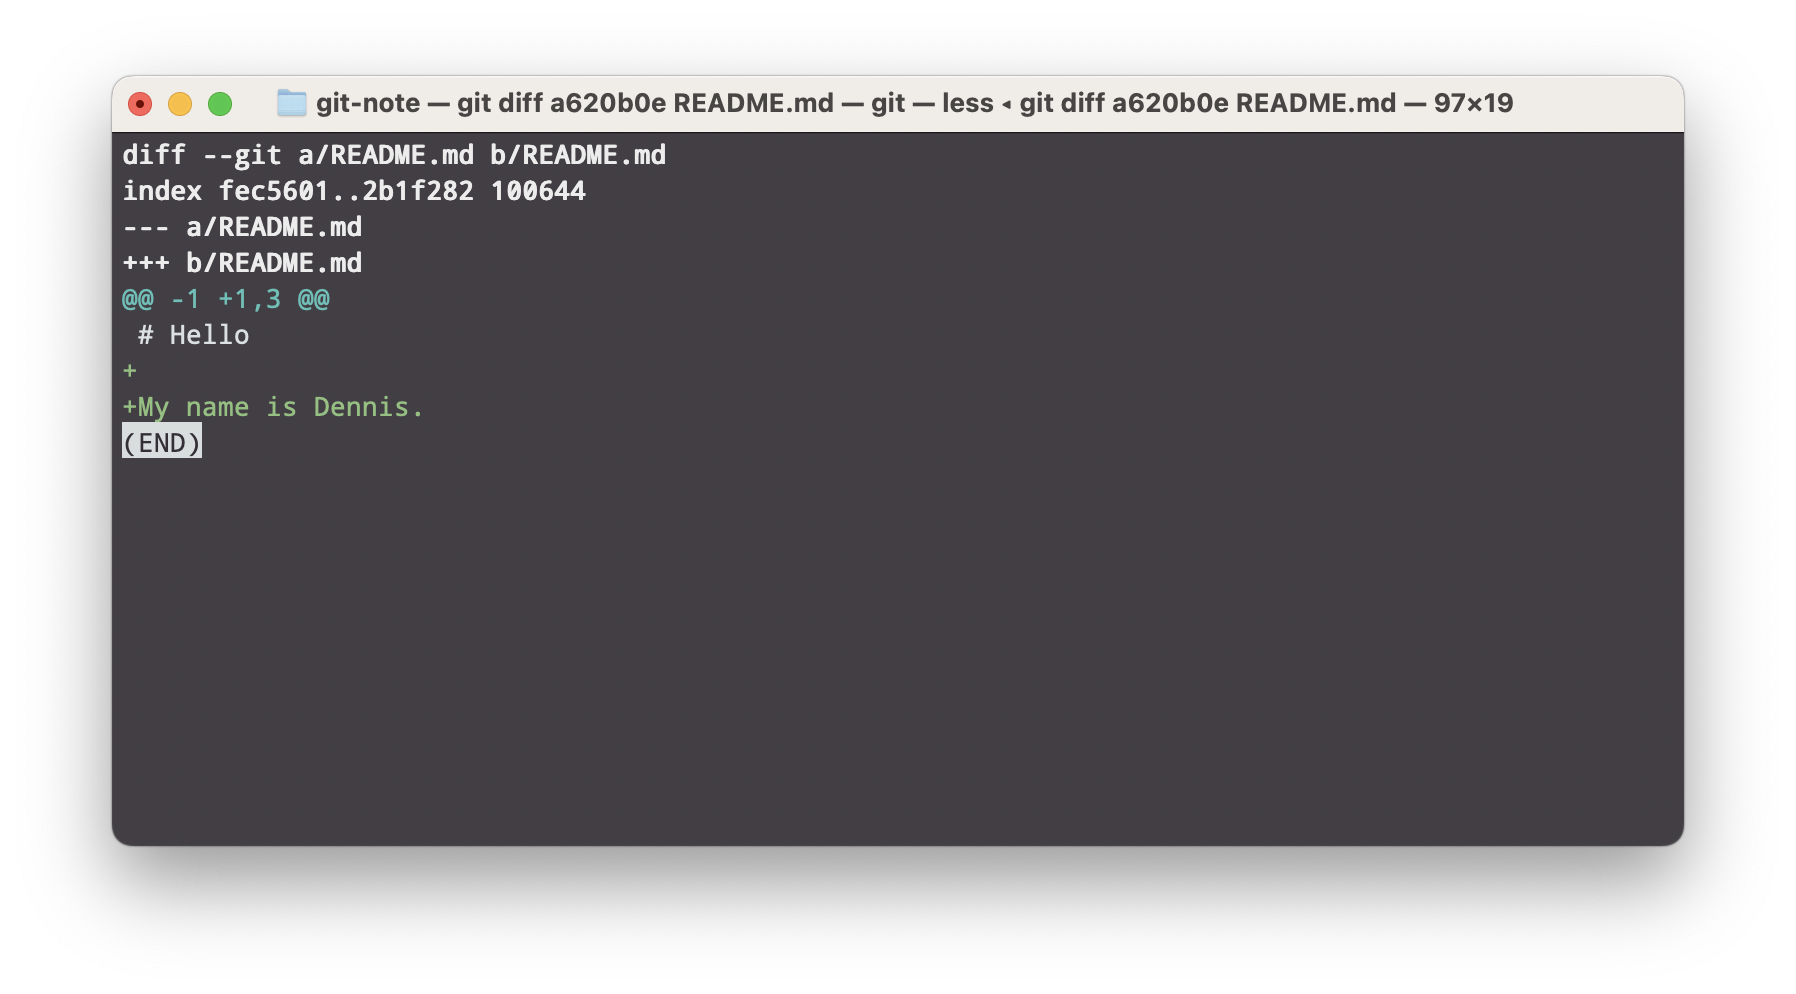 git-note — git diff a620b0e README.md — git — less ◂ git diff a620b0e README.md — 97×19
diff --git a/README.md b/README.md
index fec5601..2b1f282 100644
--- a/README.md
+++ b/README.md
@@ -1 +1,3 @@
 # Hello
+
+My name is Dennis.
(END)